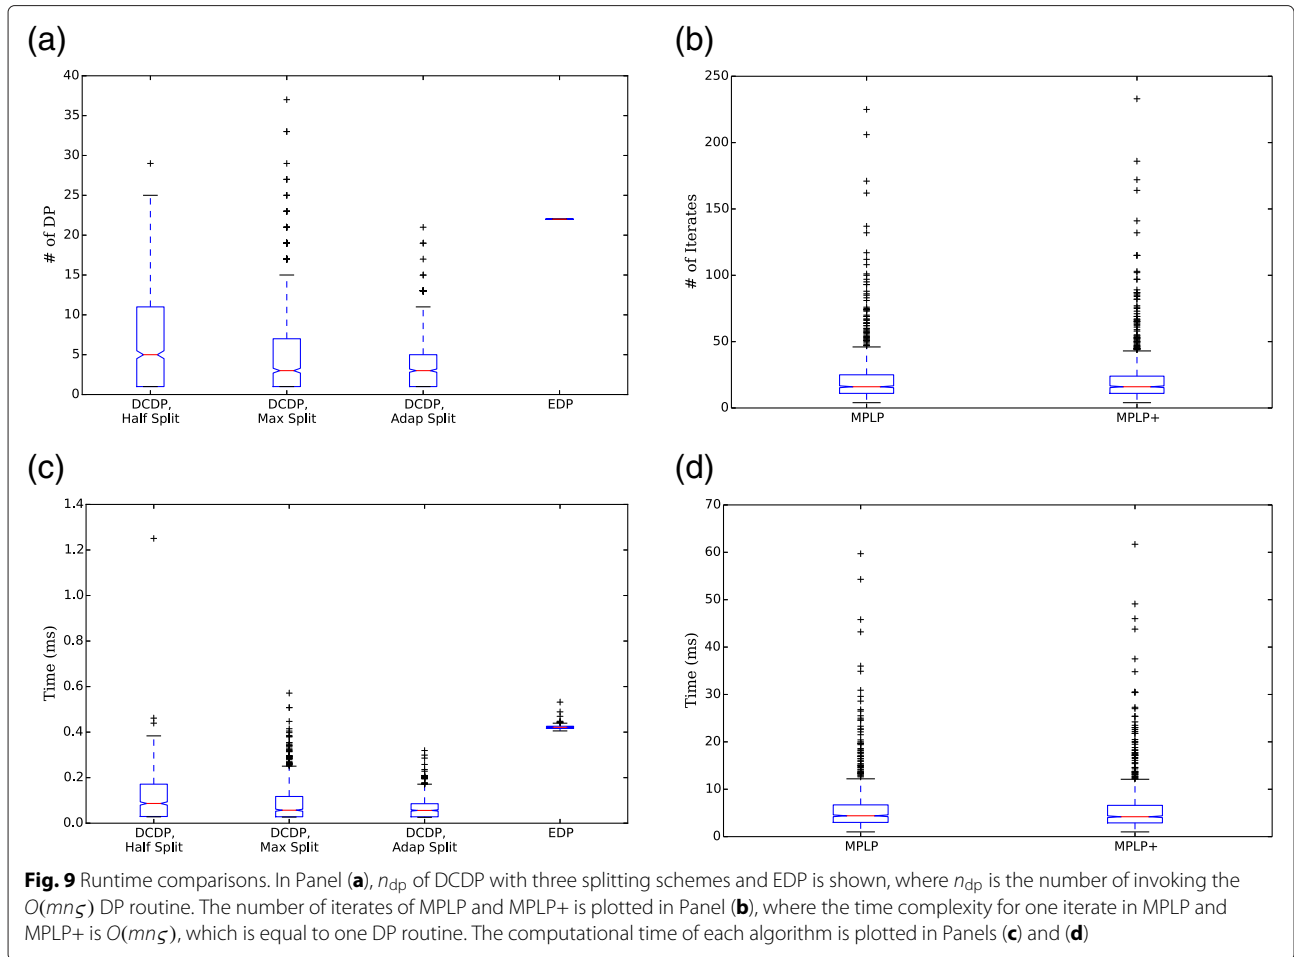 (a)
40
35
30
25
20
15
10
5
0
# of DP
DCDP,
Half Split
DCDP,
Max Split
DCDP,
Adap Split
EDP
(b)
250
200
150
100
50
0
# of Iterates
MPLP
MPLP+
(c)
1.4
1.2
1.0
0.8
0.6
0.4
0.2
0.0
Time (ms)
DCDP,
Half Split
DCDP,
Max Split
DCDP,
Adap Split
EDP
(d)
70
60
50
40
30
20
10
0
Time (ms)
MPLP
MPLP+
Fig. 9 Runtime comparisons. In Panel (a), n_dp of DCDP with three splitting schemes and EDP is shown, where n_dp is the number of invoking the
O(mnς) DP routine. The number of iterates of MPLP and MPLP+ is plotted in Panel (b), where the time complexity for one iterate in MPLP and
MPLP+ is O(mnς), which is equal to one DP routine. The computational time of each algorithm is plotted in Panels (c) and (d)